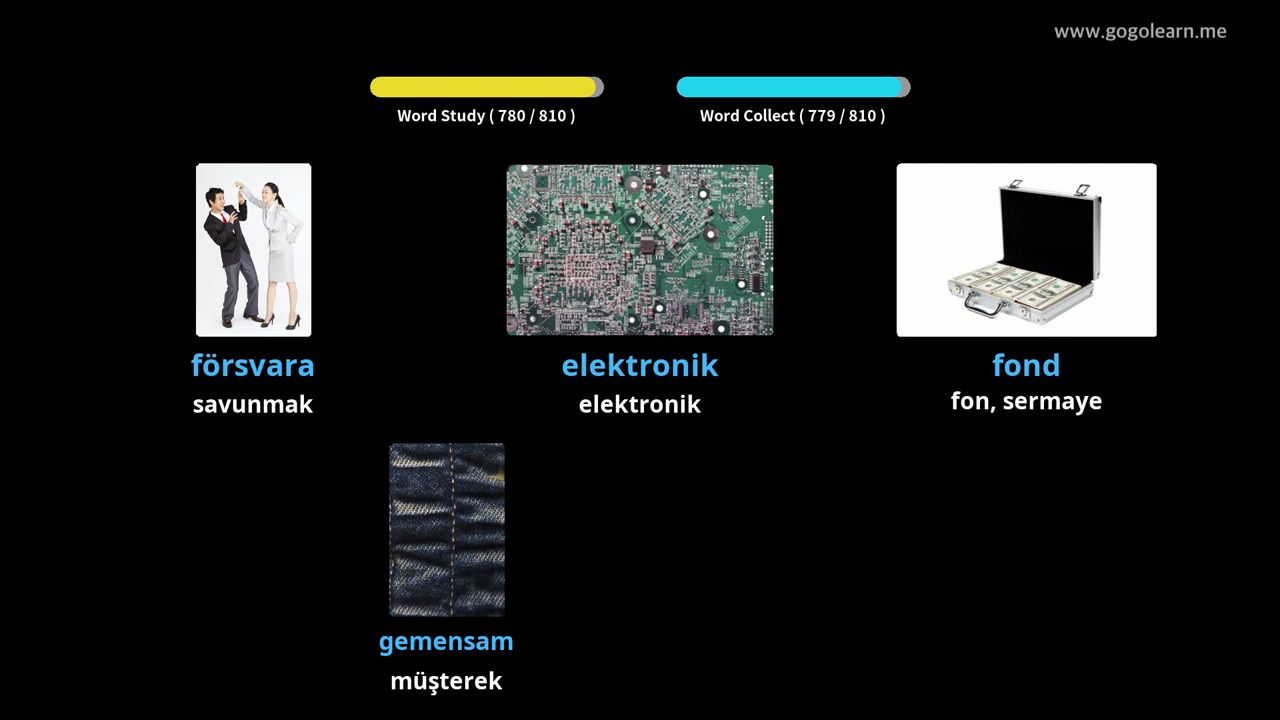 www.gogolearn.me
Word Study ( 780 / 810 )
Word Collect ( 779 / 810 )
försvara
elektronik
fond
savunmak
elektronik
fon, sermaye
gemensam
müşterek